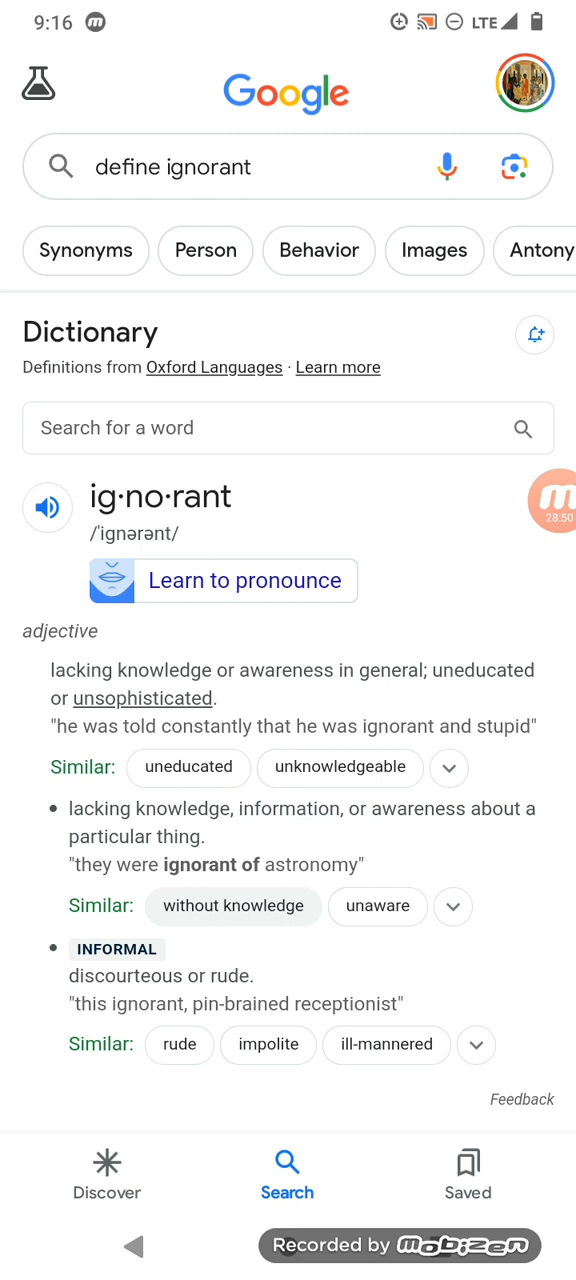 9:16 m LTE
Google
define ignorant
Synonyms Person Behavior Images Antony
Dictionary
Definitions from Oxford Languages · Learn more
Search for a word
ig·no·rant
/ˈiɡnərənt/
m
28:50
Learn to pronounce
adjective
lacking knowledge or awareness in general; uneducated
or unsophisticated.
"he was told constantly that he was ignorant and stupid"
Similar: uneducated unknowledgeable
• lacking knowledge, information, or awareness about a
particular thing.
"they were ignorant of astronomy"
Similar: without knowledge unaware
• INFORMAL
discourteous or rude.
"this ignorant, pin-brained receptionist"
Similar: rude impolite ill-mannered
Feedback
Discover Search Saved
Recorded by mobizen